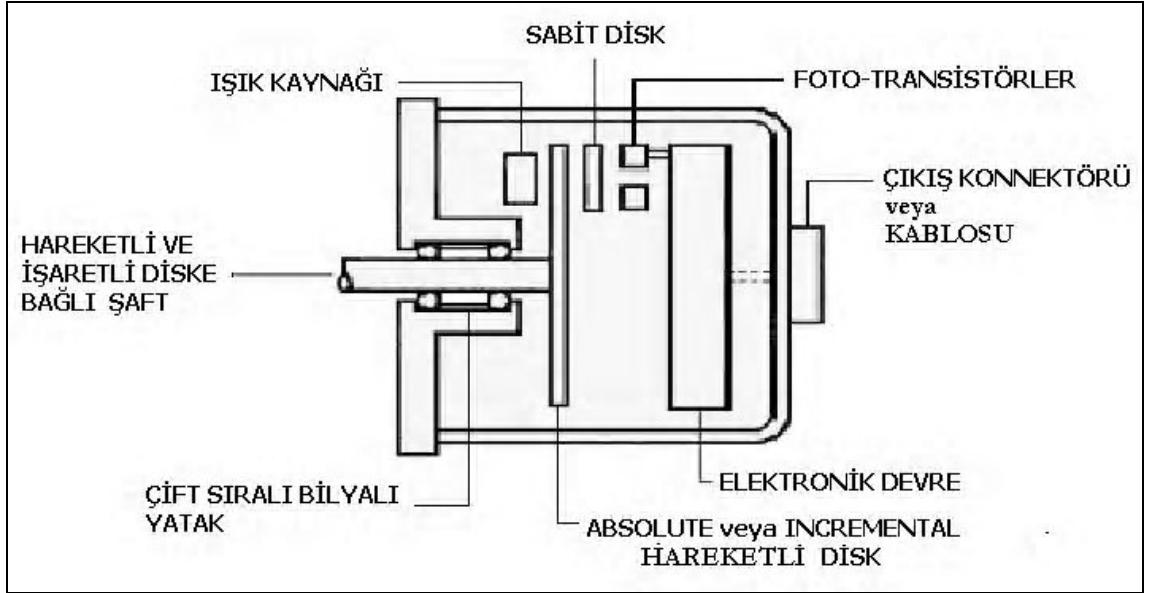 SABİT DİSK
IŞIK KAYNAĞI
FOTO-TRANSİSTÖRLER
ÇIKIŞ KONNEKTÖRÜ
veya
KABLOSU
HAREKETLİ VE
İŞARETLİ DİSKE
BAĞLI ŞAFT
ÇİFT SIRALI BİLYALI
YATAK
ELEKTRONİK DEVRE
ABSOLUTE veya INCREMENTAL
HAREKETLİ DİSK